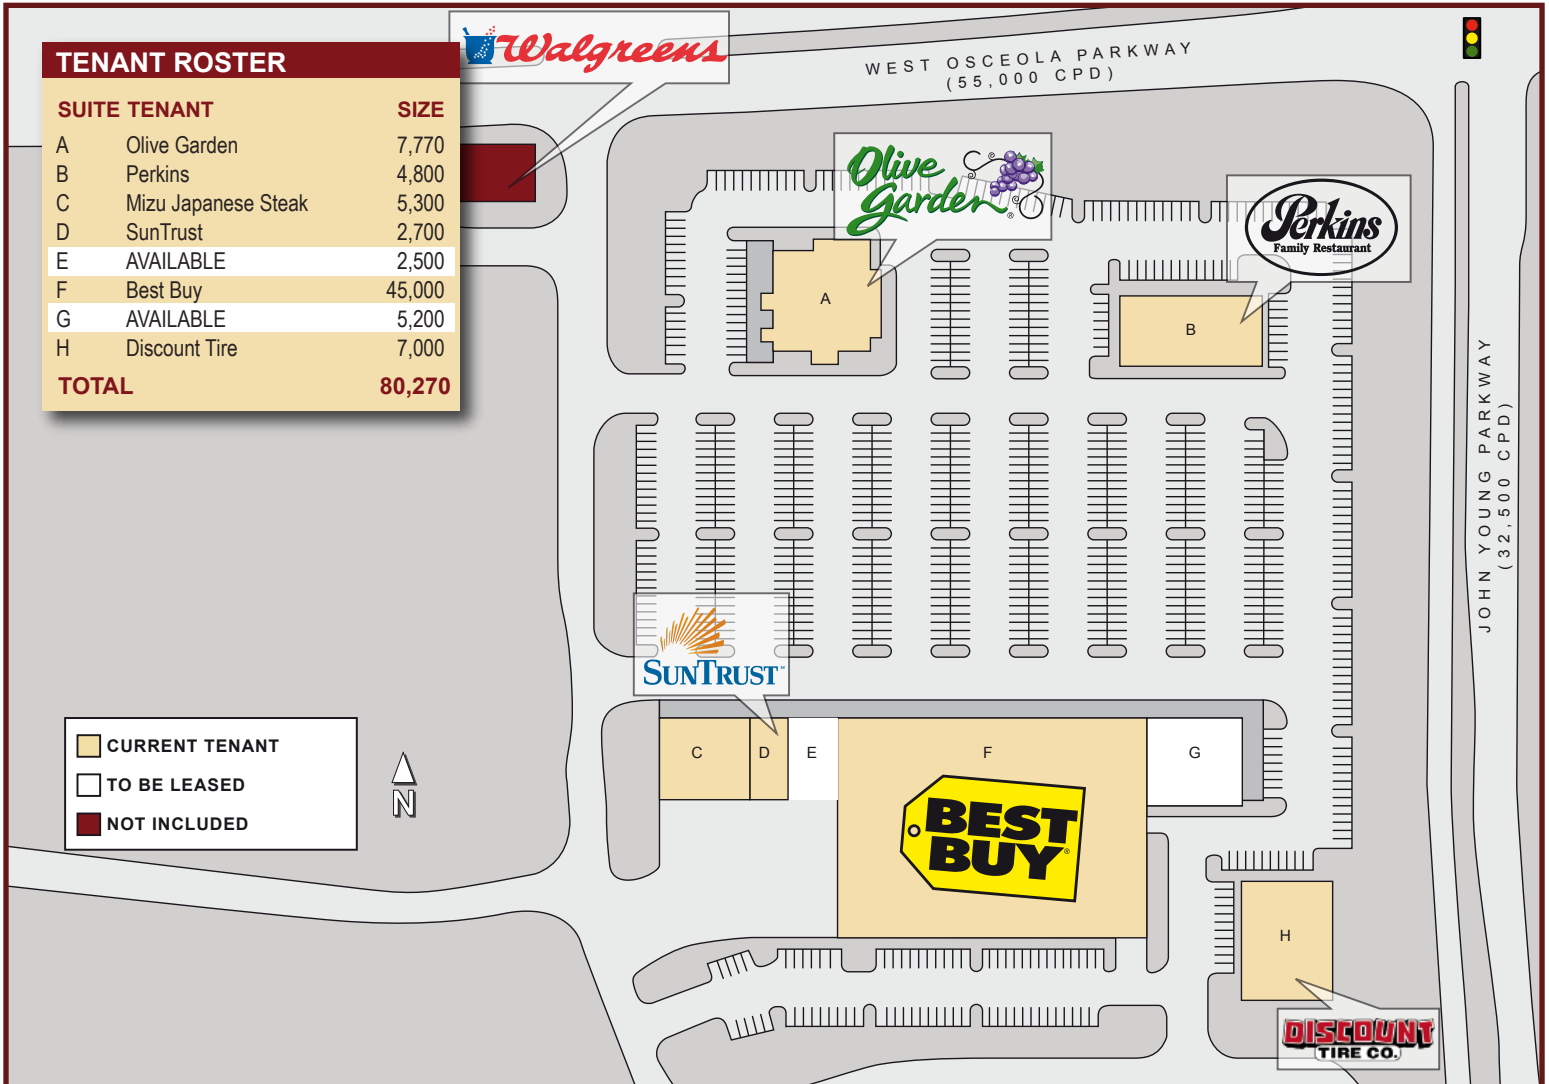 Walgreens
WEST OSCEOLA PARKWAY
(55,000 CPD)
TENANT ROSTER
SUITE TENANT SIZE
A Olive Garden 7,770
B Perkins 4,800
C Mizu Japanese Steak 5,300
D SunTrust 2,700
E AVAILABLE 2,500
F Best Buy 45,000
G AVAILABLE 5,200
H Discount Tire 7,000
TOTAL 80,270
Olive
Garden
®
Perkins
Family Restaurant
A
B
JOHN YOUNG PARKWAY
(32,500 CPD)
SUNTRUST
CURRENT TENANT
TO BE LEASED
NOT INCLUDED
N
C
D
E
F
G
BEST
BUY
®
H
DISCOUNT
TIRE CO.